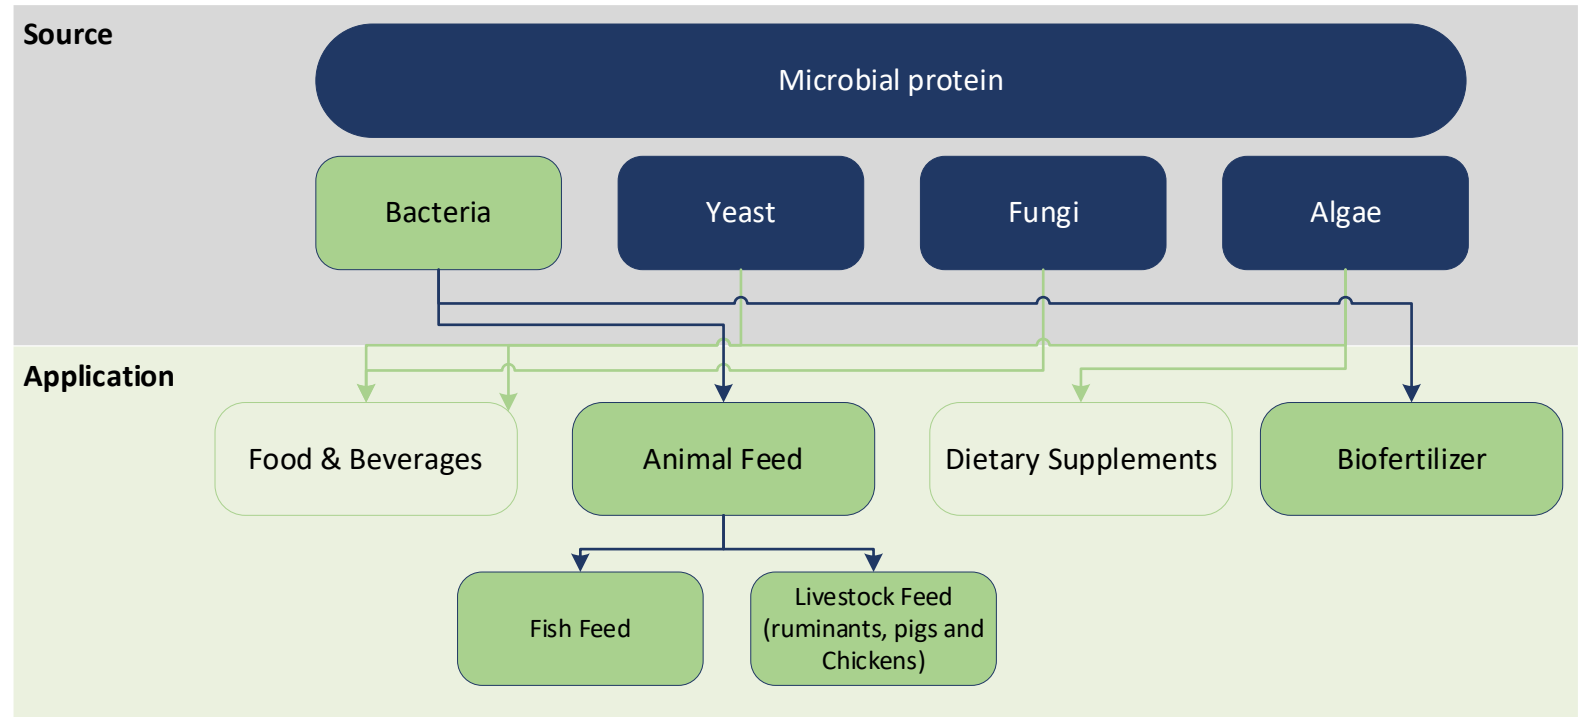 Source
Microbial protein
Bacteria
Yeast
Fungi
Algae
Application
Food & Beverages
Animal Feed
Dietary Supplements
Biofertilizer
Fish Feed
Livestock Feed
(ruminants, pigs and
Chickens)